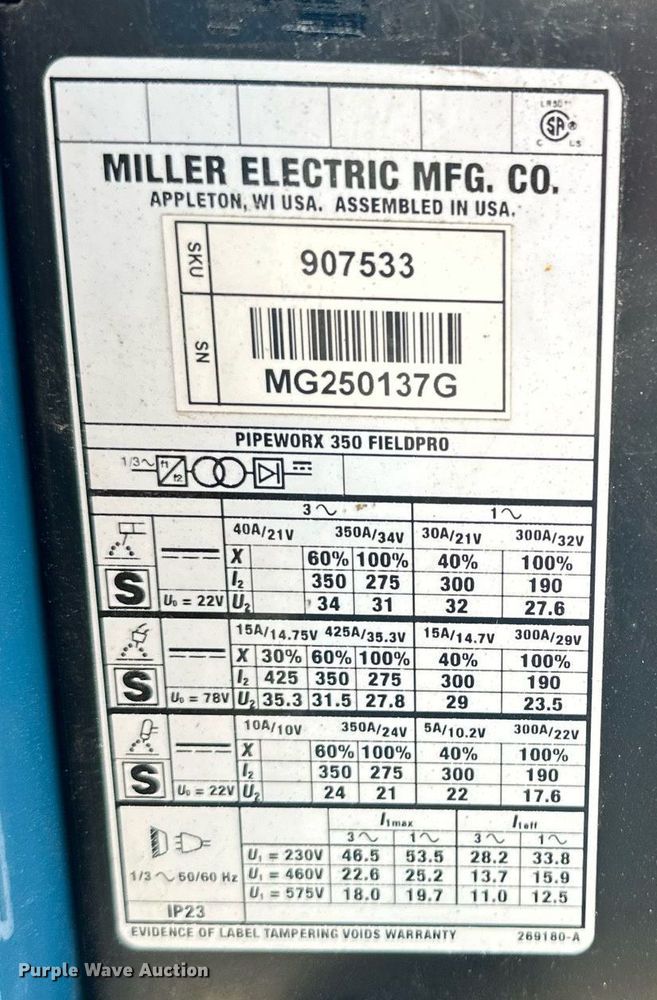 LR50
SA®
C US
MILLER ELECTRIC MFG. CO.
APPLETON, WI USA. ASSEMBLED IN USA.
SKU 907533
SN
MG250137G
PIPEWORX 350 FIELDPRO
1/3~ f1 f2
3~ 1~
40A/21V 350A/34V 30A/21V 300A/32V
X 60% 100% 40% 100%
I2 350 275 300 190
S U0 = 22V U2 34 31 32 27.6
15A/14.75V 425A/35.3V 15A/14.7V 300A/29V
X 30% 60% 100% 40% 100%
I2 425 350 275 300 190
S U0 = 78V U2 35.3 31.5 27.8 29 23.5
10A/10V 350A/24V 5A/10.2V 300A/22V
X 60% 100% 40% 100%
I2 350 275 300 190
S U0 = 22V U2 24 21 22 17.6
I1max I1eff
3~ 1~ 3~ 1~
U1 = 230V 46.5 53.5 28.2 33.8
1/3~ 50/60 Hz U1 = 460V 22.6 25.2 13.7 15.9
U1 = 575V 18.0 19.7 11.0 12.5
IP23
EVIDENCE OF LABEL TAMPERING VOIDS WARRANTY 269180-A
Purple Wave Auction